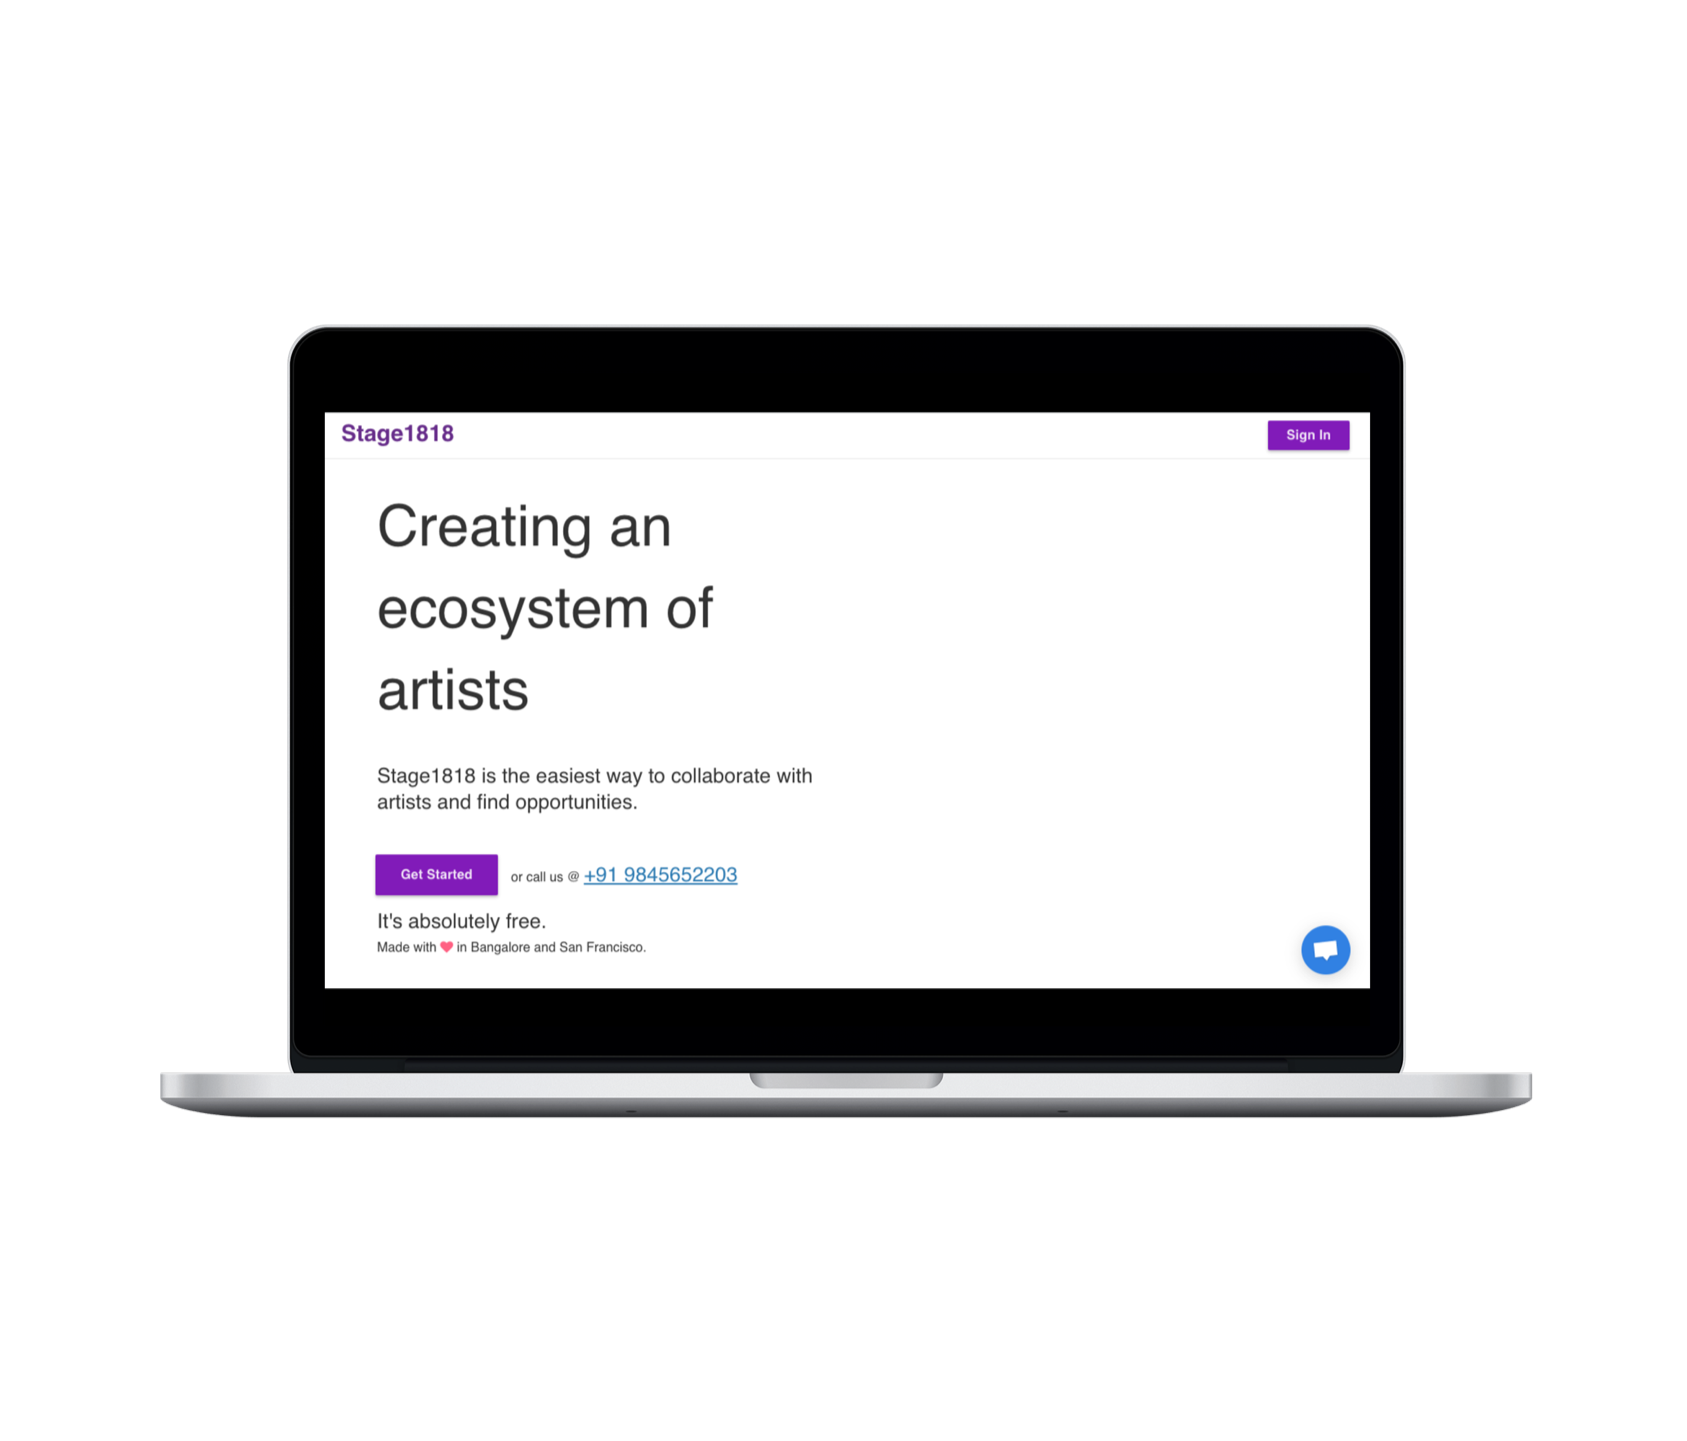 Stage1818
Sign In
Creating an
ecosystem of
artists
Stage1818 is the easiest way to collaborate with
artists and find opportunities.
Get Started or call us @ +91 9845652203
It's absolutely free.
Made with ❤ in Bangalore and San Francisco.